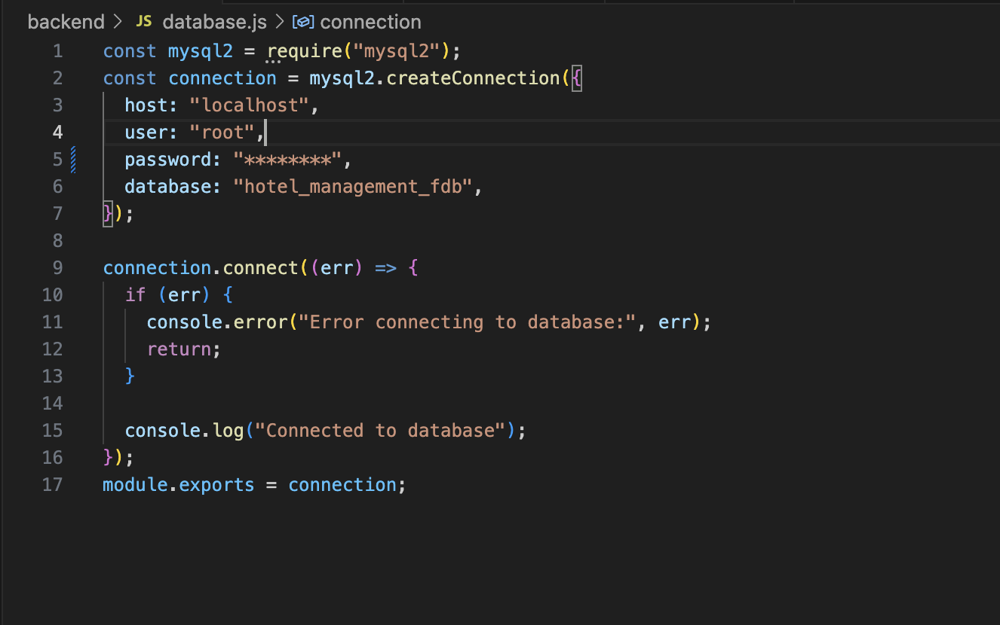 backend > JS database.js > connection
1 const mysql2 = require("mysql2");
2 const connection = mysql2.createConnection({
3   host: "localhost",
4   user: "root",
5   password: "********",
6   database: "hotel_management_fdb",
7 });
8
9 connection.connect((err) => {
10   if (err) {
11     console.error("Error connecting to database:", err);
12     return;
13   }
14
15   console.log("Connected to database");
16 });
17 module.exports = connection;